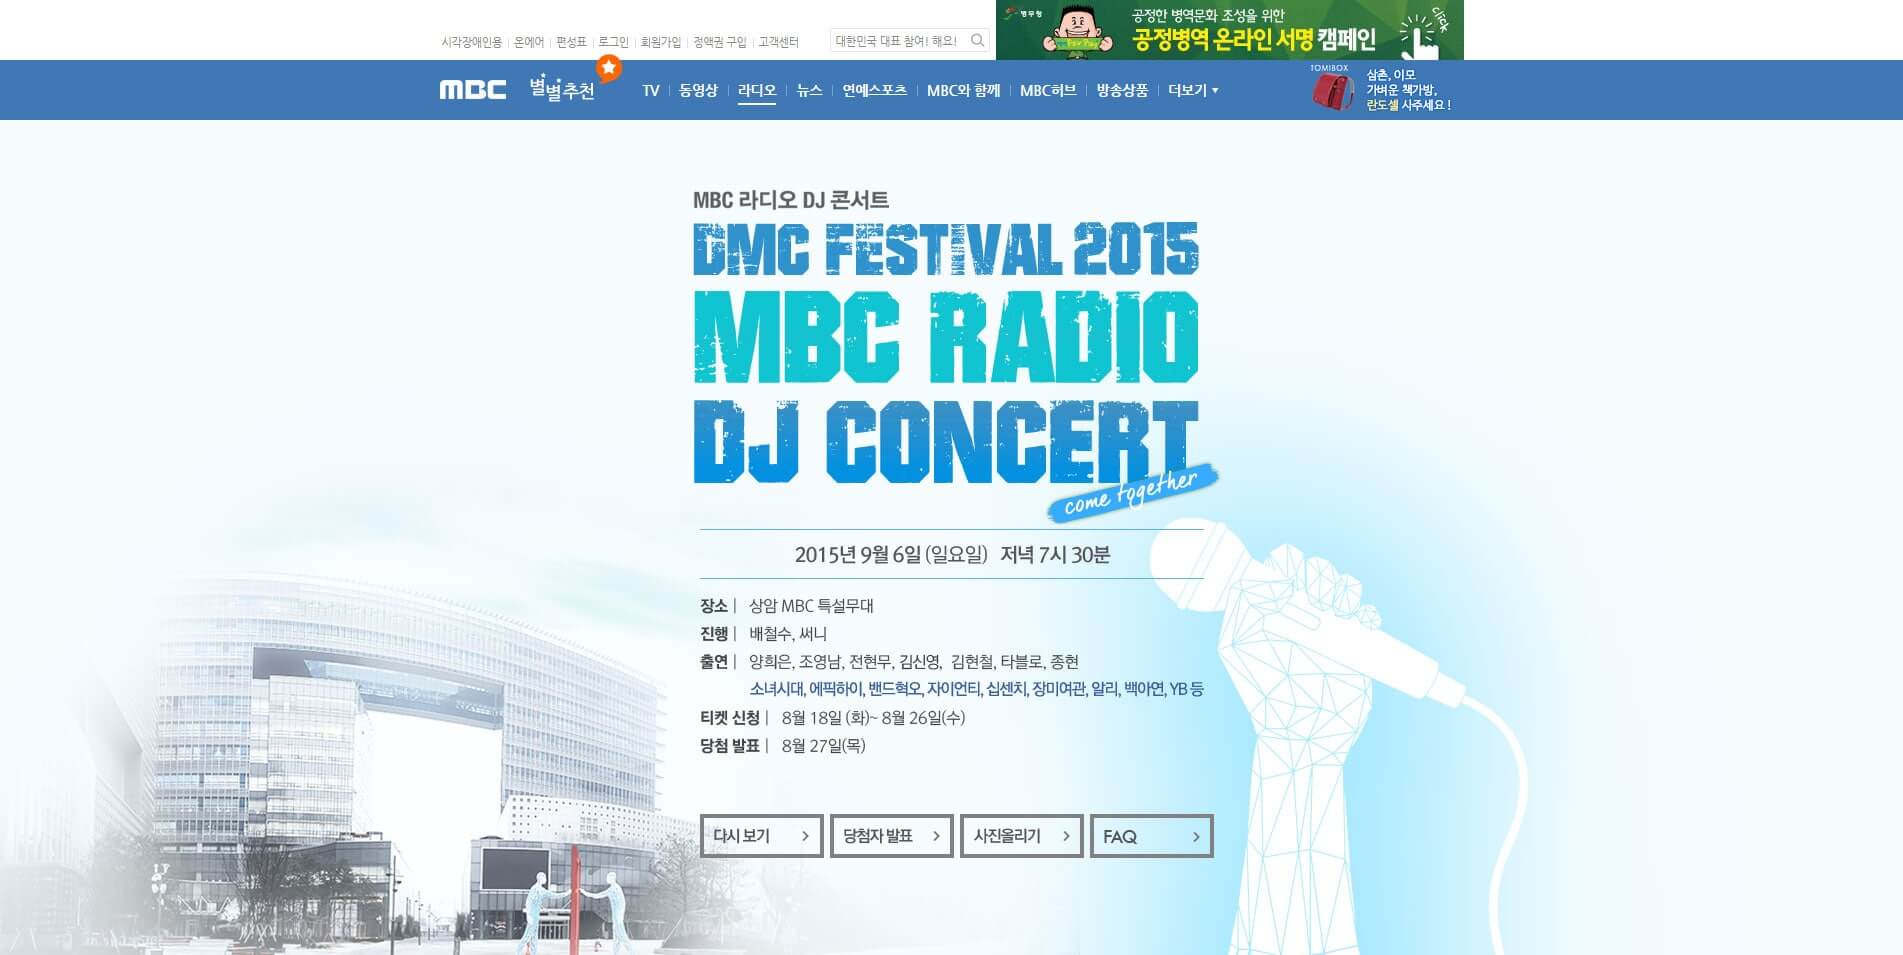 시각장애인용 온에어 편성표 로그인 회원가입 정액권 구입 고객센터
대한민국 대표 참여! 해요!
병무청
공정한 병역문화 조성을 위한
공정병역 온라인 서명 캠페인
click
MBC 별별추천 TV 동영상 라디오 뉴스 연예스포츠 MBC와 함께 MBC허브 방송상품 더보기
TOMIBOX
삼촌, 이모
가벼운 책가방,
란도셀 사주세요!
MBC 라디오 DJ 콘서트
DMC FESTIVAL 2015
MBC RADIO
DJ CONCERT
come together
2015년 9월 6일 (일요일) 저녁 7시 30분
장소 | 상암 MBC 특설무대
진행 | 배철수, 써니
출연 | 양희은, 조영남, 전현무, 김신영, 김현철, 타블로, 종현
소녀시대, 에픽하이, 밴드혁오, 자이언티, 십센치, 장미여관, 알리, 백아연, YB 등
티켓 신청 | 8월 18일 (화)~ 8월 26일(수)
당첨 발표 | 8월 27일(목)
다시 보기 당첨자 발표 사진올리기 FAQ